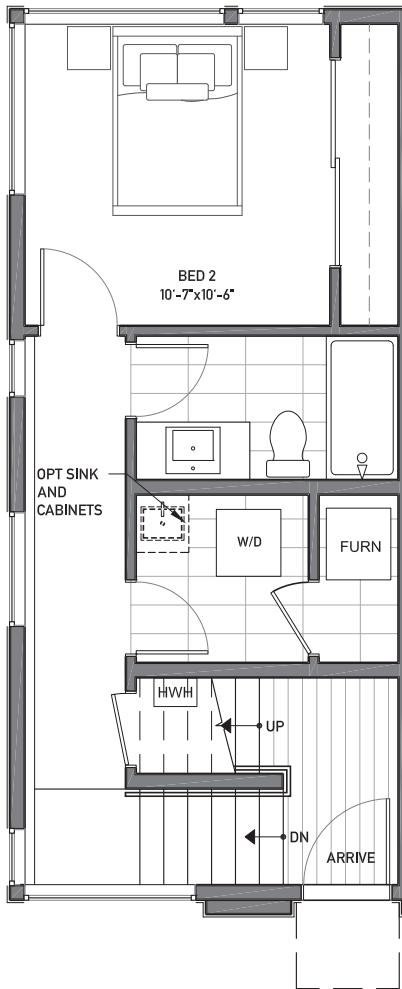 BED 2
10'-7"x10'-6"
OPT SINK
AND
CABINETS
W/D
FURN
HWH
UP
DN
ARRIVE